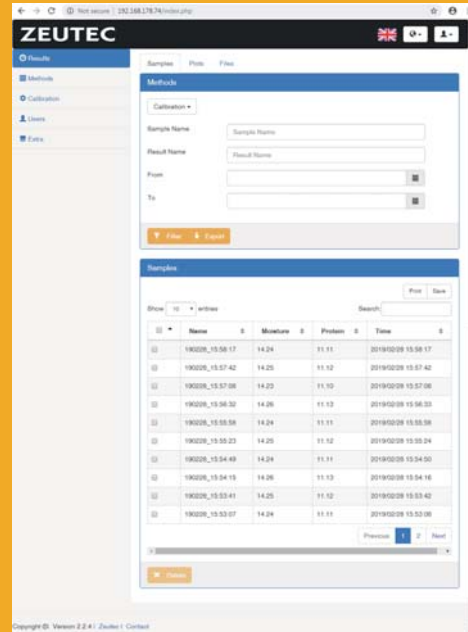 Not secure | 192.168.178.74/index.php
ZEUTEC
Results
Methods
Calibration
Users
Extra
Samples Plots Files
Methods
Calibration
Sample Name Sample Name
Result Name Result Name
From
To
Filter Export
Samples
Print Save
Show 10 entries Search:
Name Moisture Protein Time
190228_15:58:17 14.24 11.11 2019/02/28 15:58:17
190228_15:57:42 14.25 11.12 2019/02/28 15:57:42
190228_15:57:08 14.23 11.10 2019/02/28 15:57:08
190228_15:56:32 14.26 11.13 2019/02/28 15:56:33
190228_15:55:58 14.24 11.11 2019/02/28 15:55:58
190228_15:55:23 14.25 11.12 2019/02/28 15:55:24
190228_15:54:49 14.24 11.11 2019/02/28 15:54:50
190228_15:54:15 14.26 11.13 2019/02/28 15:54:16
190228_15:53:41 14.25 11.12 2019/02/28 15:53:42
190228_15:53:07 14.24 11.11 2019/02/28 15:53:08
Previous 1 2 Next
Delete
Copyright ©. Version 2.2.4 | Zeutec | Contact